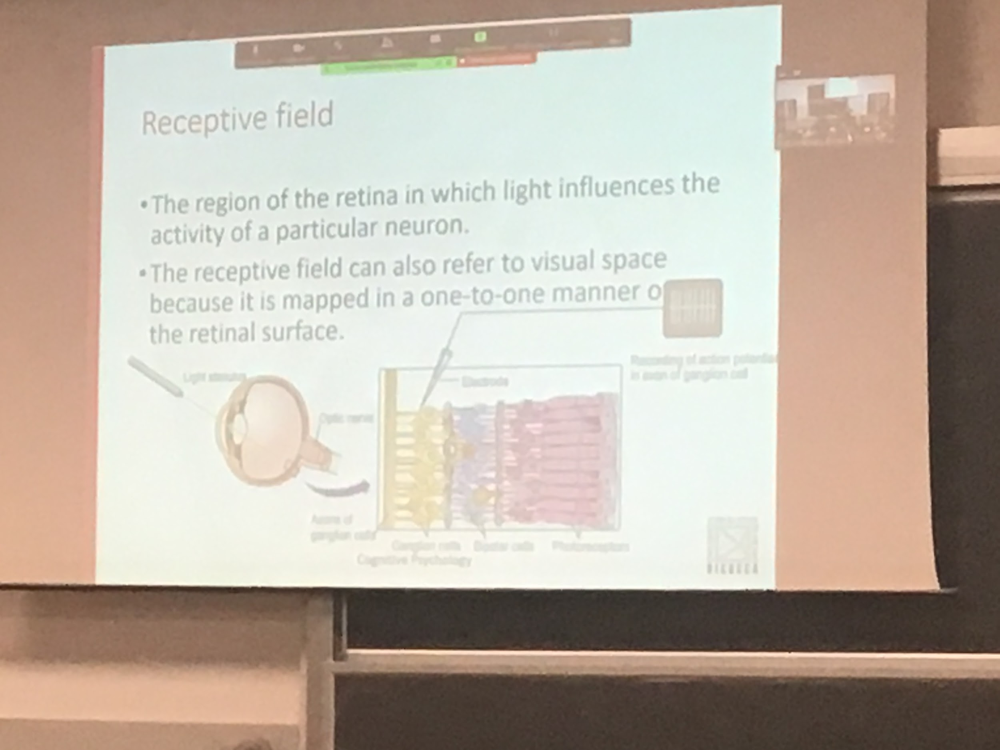 Receptive field
• The region of the retina in which light influences the
activity of a particular neuron.
• The receptive field can also refer to visual space
because it is mapped in a one-to-one manner o
the retinal surface.
Light stimulus
Recording of action potentia
in axon of ganglion cell
Electrode
Optic nerve
Axons of
ganglion cells
Ganglion cells Bipolar cells Photoreceptors
Cognitive Psychology
BICOCCA